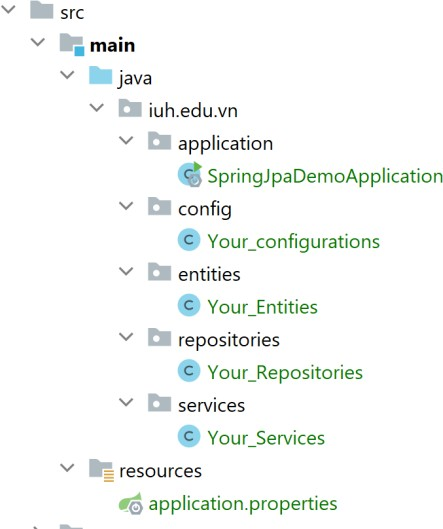 src
main
java
iuh.edu.vn
application
SpringJpaDemoApplication
config
Your_configurations
entities
Your_Entities
repositories
Your_Repositories
services
Your_Services
resources
application.properties